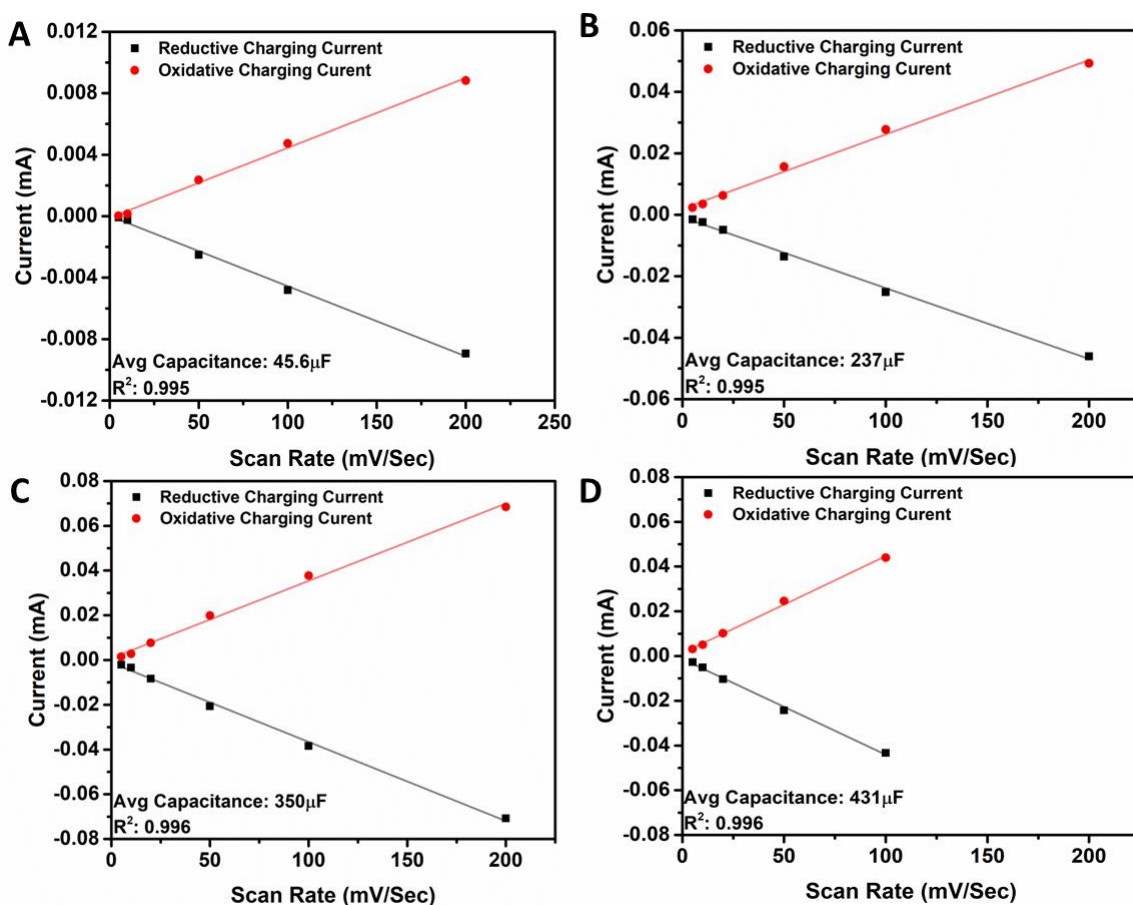 A
Reductive Charging Current
Oxidative Charging Curent
Current (mA)
0.012
0.008
0.004
0.000
-0.004
-0.008
-0.012
Avg Capacitance: 45.6μF
R²: 0.995
0 50 100 150 200 250
Scan Rate (mV/Sec)
B
Reductive Charging Current
Oxidative Charging Curent
Current (mA)
0.06
0.04
0.02
0.00
-0.02
-0.04
-0.06
Avg Capacitance: 237μF
R²: 0.995
0 50 100 150 200
Scan Rate (mV/Sec)
C
Reductive Charging Current
Oxidative Charging Curent
Current (mA)
0.08
0.06
0.04
0.02
0.00
-0.02
-0.04
-0.06
-0.08
Avg Capacitance: 350μF
R²: 0.996
0 50 100 150 200
Scan Rate (mV/Sec)
D
Reductive Charging Current
Oxidative Charging Curent
Current (mA)
0.08
0.06
0.04
0.02
0.00
-0.02
-0.04
-0.06
-0.08
Avg Capacitance: 431μF
R²: 0.996
0 50 100 150 200
Scan Rate (mV/Sec)